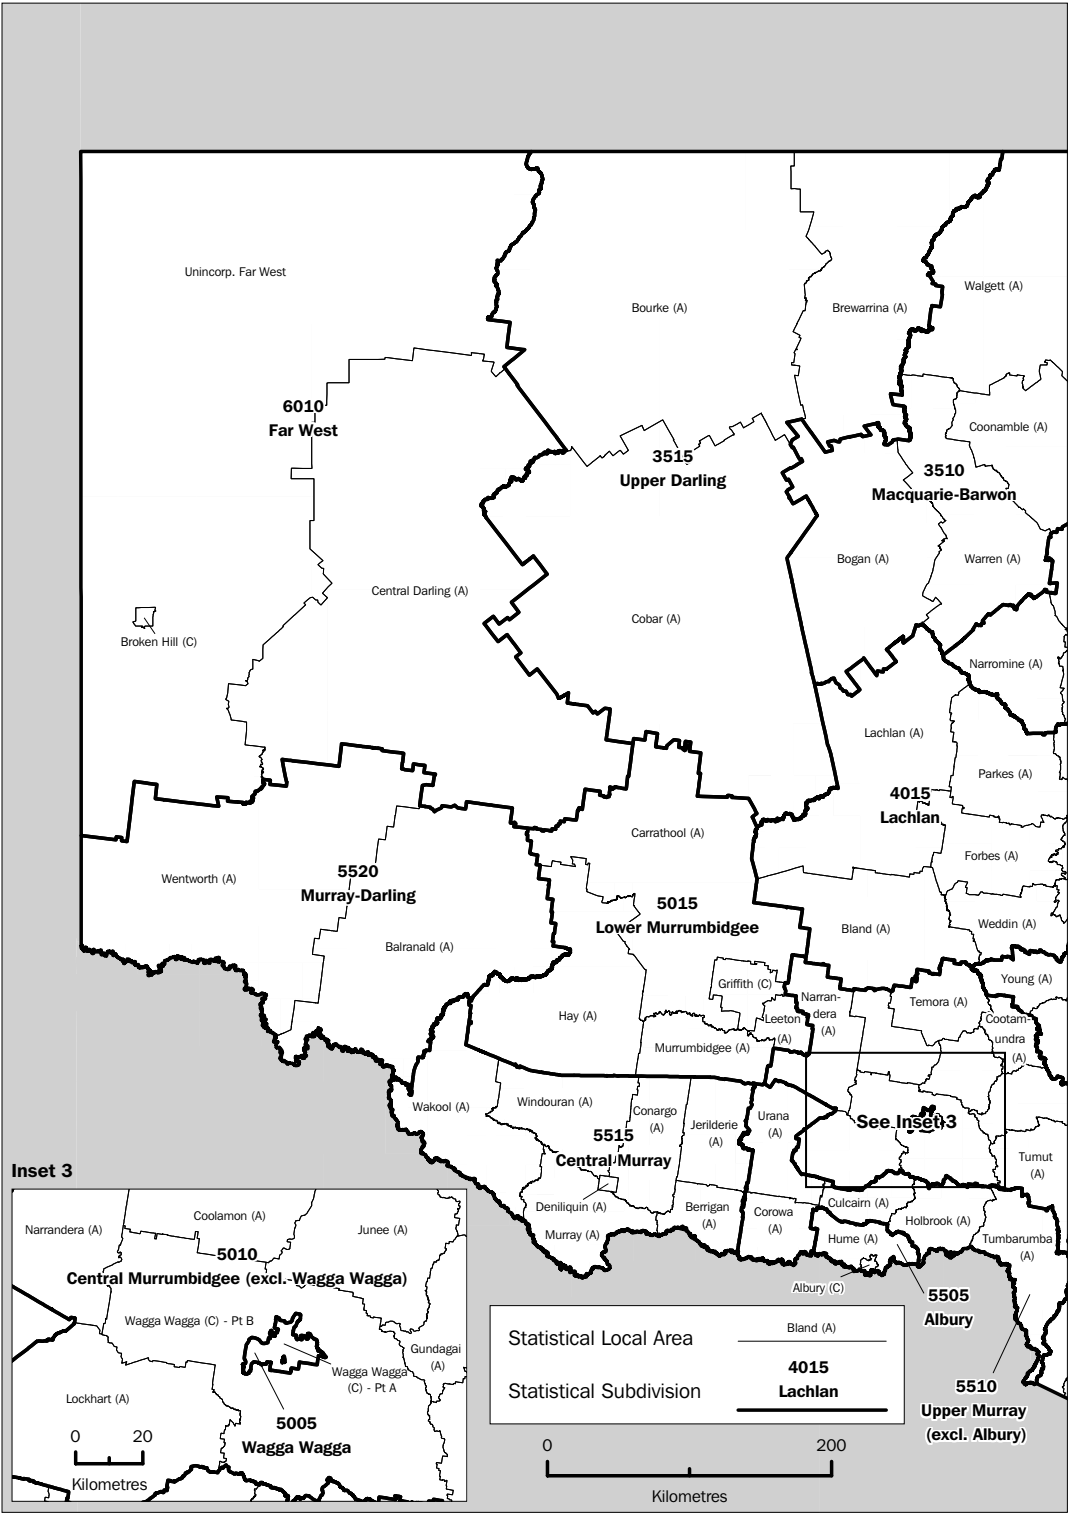 Unincorp. Far West
Bourke (A)
Brewarrina (A)
Walgett (A)
6010
Far West
3515
Upper Darling
Coonamble (A)
3510
Macquarie-Barwon
Bogan (A)
Warren (A)
Central Darling (A)
Cobar (A)
Broken Hill (C)
Narromine (A)
Lachlan (A)
Parkes (A)
4015
Lachlan
Carrathool (A)
Forbes (A)
Wentworth (A)
5520
Murray-Darling
5015
Lower Murrumbidgee
Bland (A)
Weddin (A)
Balranald (A)
Griffith (C)
Young (A)
Hay (A)
Leeton
(A)
Narran-
dera
(A)
Temora (A)
Cootam-
undra
(A)
Murrumbidgee (A)
Wakool (A)
Windouran (A)
Conargo
(A)
Jerilderie
(A)
Urana
(A)
See Inset 3
5515
Central Murray
Tumut
(A)
Deniliquin (A)
Murray (A)
Berrigan
(A)
Corowa
(A)
Culcairn (A)
Hume (A)
Holbrook (A)
Tumbarumba
(A)
Albury (C)
5505
Albury
5510
Upper Murray
(excl. Albury)
Inset 3
Narrandera (A)
Coolamon (A)
Junee (A)
5010
Central Murrumbidgee (excl. Wagga Wagga)
Wagga Wagga (C) - Pt B
Gundagai
(A)
Wagga Wagga
(C) - Pt A
Lockhart (A)
5005
Wagga Wagga
0 20
Kilometres
Statistical Local Area
Bland (A)
Statistical Subdivision
4015
Lachlan
0 200
Kilometres